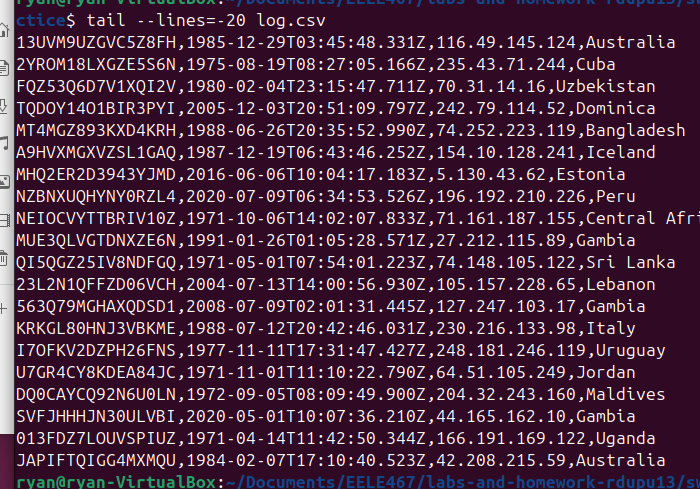 ryan@ryan-VirtualBox:~/Documents/EELE467/labs-and-homework-rdupu13/sw
ctice$ tail --lines=-20 log.csv
13UVM9UZGVC5Z8FH,1985-12-29T03:45:48.331Z,116.49.145.124,Australia
2YROM18LXGZE5S6N,1975-08-19T08:27:05.166Z,235.43.71.244,Cuba
FQZ53Q6D7V1XQI2V,1980-02-04T23:15:47.711Z,70.31.14.16,Uzbekistan
TQDOY14O1BIR3PYI,2005-12-03T20:51:09.797Z,242.79.114.52,Dominica
MT4MGZ893KXD4KRH,1988-06-26T20:35:52.990Z,74.252.223.119,Bangladesh
A9HVXMGXVZSL1GAQ,1987-12-19T06:43:46.252Z,154.10.128.241,Iceland
MHQ2ER2D3943YJMD,2016-06-06T10:04:17.183Z,5.130.43.62,Estonia
NZBNXUQHYNY0RZL4,2020-07-09T06:34:53.526Z,196.192.210.226,Peru
NEIOCVYTTBRIV10Z,1971-10-06T14:02:07.833Z,71.161.187.155,Central Afri
MUE3QLVGTDNXZE6N,1991-01-26T01:05:28.571Z,27.212.115.89,Gambia
QI5QGZ25IV8NDFGQ,1971-05-01T07:54:01.223Z,74.148.105.122,Sri Lanka
23L2N1QFFZD06VCH,2004-07-13T14:00:56.930Z,105.157.228.65,Lebanon
563Q79MGHAXQDSD1,2008-07-09T02:01:31.445Z,127.247.103.17,Gambia
KRKGL80HNJ3VBKME,1988-07-12T20:42:46.031Z,230.216.133.98,Italy
I7OFKV2DZPH26FNS,1977-11-11T17:31:47.427Z,248.181.246.119,Uruguay
U7GR4CY8KDEA84JC,1971-11-01T11:10:22.790Z,64.51.105.249,Jordan
DQ0CAYCQ92N6U0LN,1972-09-05T08:09:49.900Z,204.32.243.160,Maldives
SVFJHHHJN30ULVBI,2020-05-01T10:07:36.210Z,44.165.162.10,Gambia
013FDZ7LOUVSPIUZ,1971-04-14T11:42:50.344Z,166.191.169.122,Uganda
JAPIFTQIGG4MXMQU,1984-02-07T17:10:40.523Z,42.208.215.59,Austria
ryan@ryan-VirtualBox:~/Documents/EELE467/labs-and-homework-rdupu13/sw